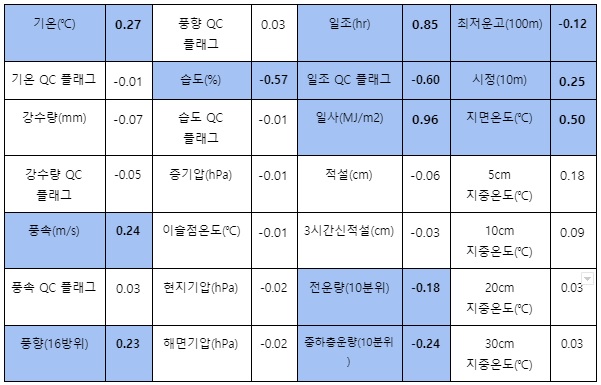 기온(℃) 0.27 풍향 QC 플래그 0.03 일조(hr) 0.85 최저운고(100m) -0.12
기온 QC 플래그 -0.01 습도(%) -0.57 일조 QC 플래그 -0.60 시정(10m) 0.25
강수량(mm) -0.07 습도 QC 플래그 -0.01 일사(MJ/m2) 0.96 지면온도(℃) 0.50
강수량 QC 플래그 -0.05 증기압(hPa) -0.01 적설(cm) -0.06 5cm 지중온도(℃) 0.18
풍속(m/s) 0.24 이슬점온도(℃) -0.01 3시간신적설(cm) -0.03 10cm 지중온도(℃) 0.09
풍속 QC 플래그 0.03 현지기압(hPa) -0.02 전운량(10분위) -0.18 20cm 지중온도(℃) 0.03
풍향(16방위) 0.23 해면기압(hPa) -0.02 중하층운량(10분위) -0.24 30cm 지중온도(℃) 0.03